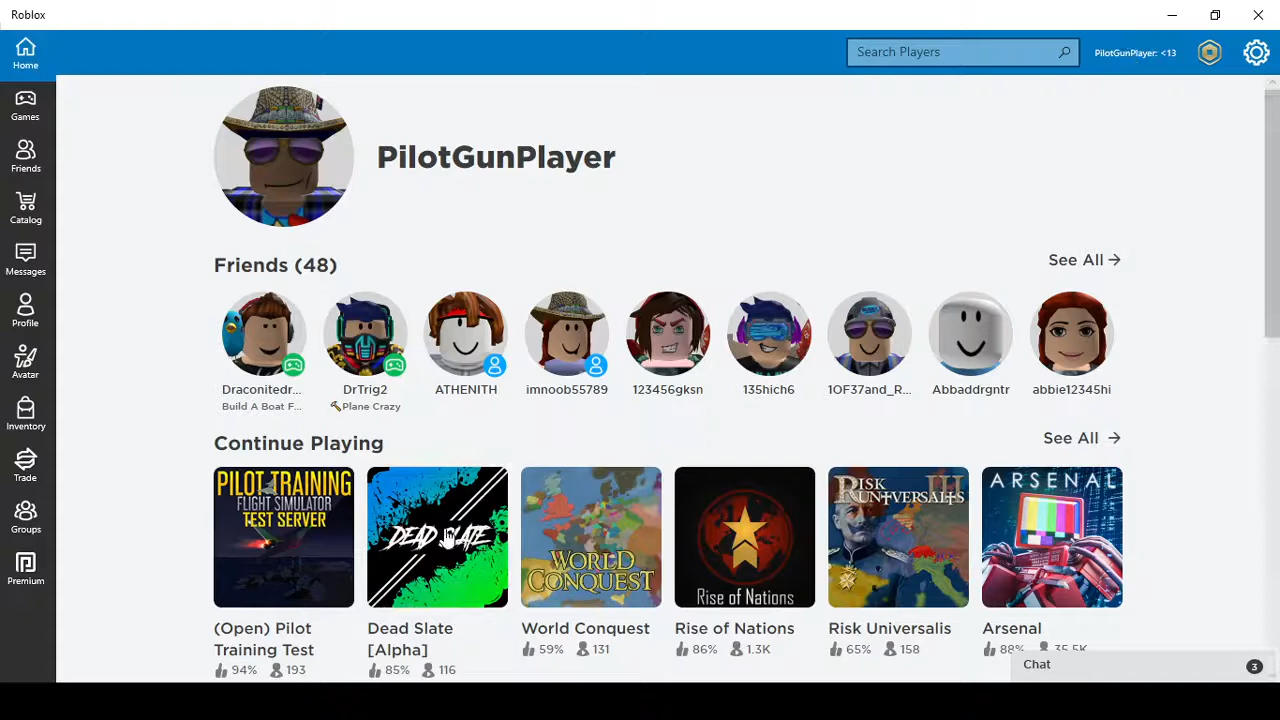 Roblox
Home
Search Players
PilotGunPlayer: <13
Games
Friends
Catalog
Messages
Profile
Avatar
Inventory
Trade
Groups
Premium
PilotGunPlayer
Friends (48)
See All
Draconitedr...
Build A Boat F...
DrTrig2
Plane Crazy
ATHENITH
imnoob55789
123456gksn
135hich6
1OF37and_R...
Abbaddrgntr
abbie12345hi
Continue Playing
See All
PILOT TRAINING
FLIGHT SIMULATOR
TEST SERVER
DEAD SLATE
WORLD
CONQUEST
Rise of Nations
RISK III
UNIVERSALIS
ARSENAL
(Open) Pilot
Training Test
94% 193
Dead Slate
[Alpha]
85% 116
World Conquest
59% 131
Rise of Nations
86% 1.3K
Risk Universalis
65% 158
Arsenal
88% 35.5K
Chat
3